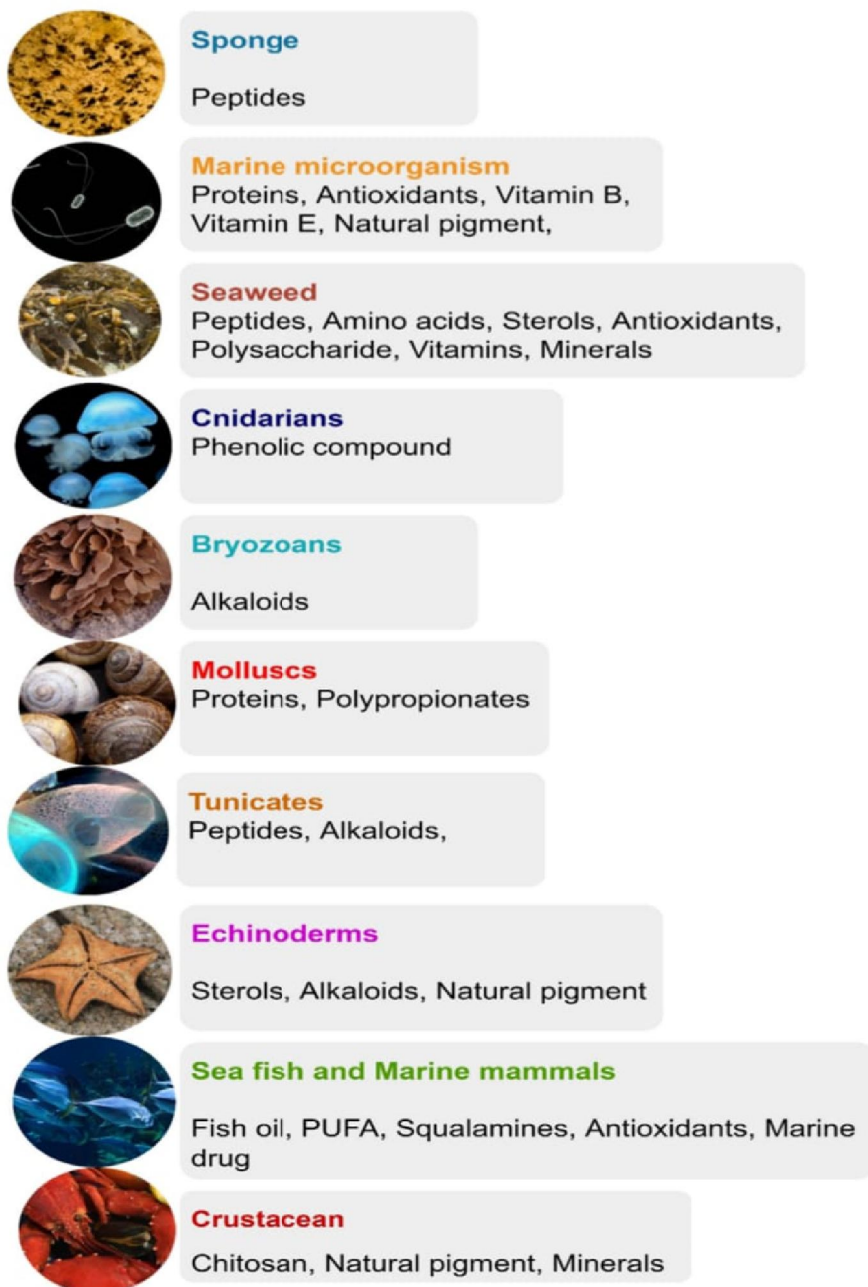 Sponge
Peptides
Marine microorganism
Proteins, Antioxidants, Vitamin B,
Vitamin E, Natural pigment,
Seaweed
Peptides, Amino acids, Sterols, Antioxidants,
Polysaccharide, Vitamins, Minerals
Cnidarians
Phenolic compound
Bryozoans
Alkaloids
Molluscs
Proteins, Polypropionates
Tunicates
Peptides, Alkaloids,
Echinoderms
Sterols, Alkaloids, Natural pigment
Sea fish and Marine mammals
Fish oil, PUFA, Squalamines, Antioxidants, Marine
drug
Crustacean
Chitosan, Natural pigment, Minerals